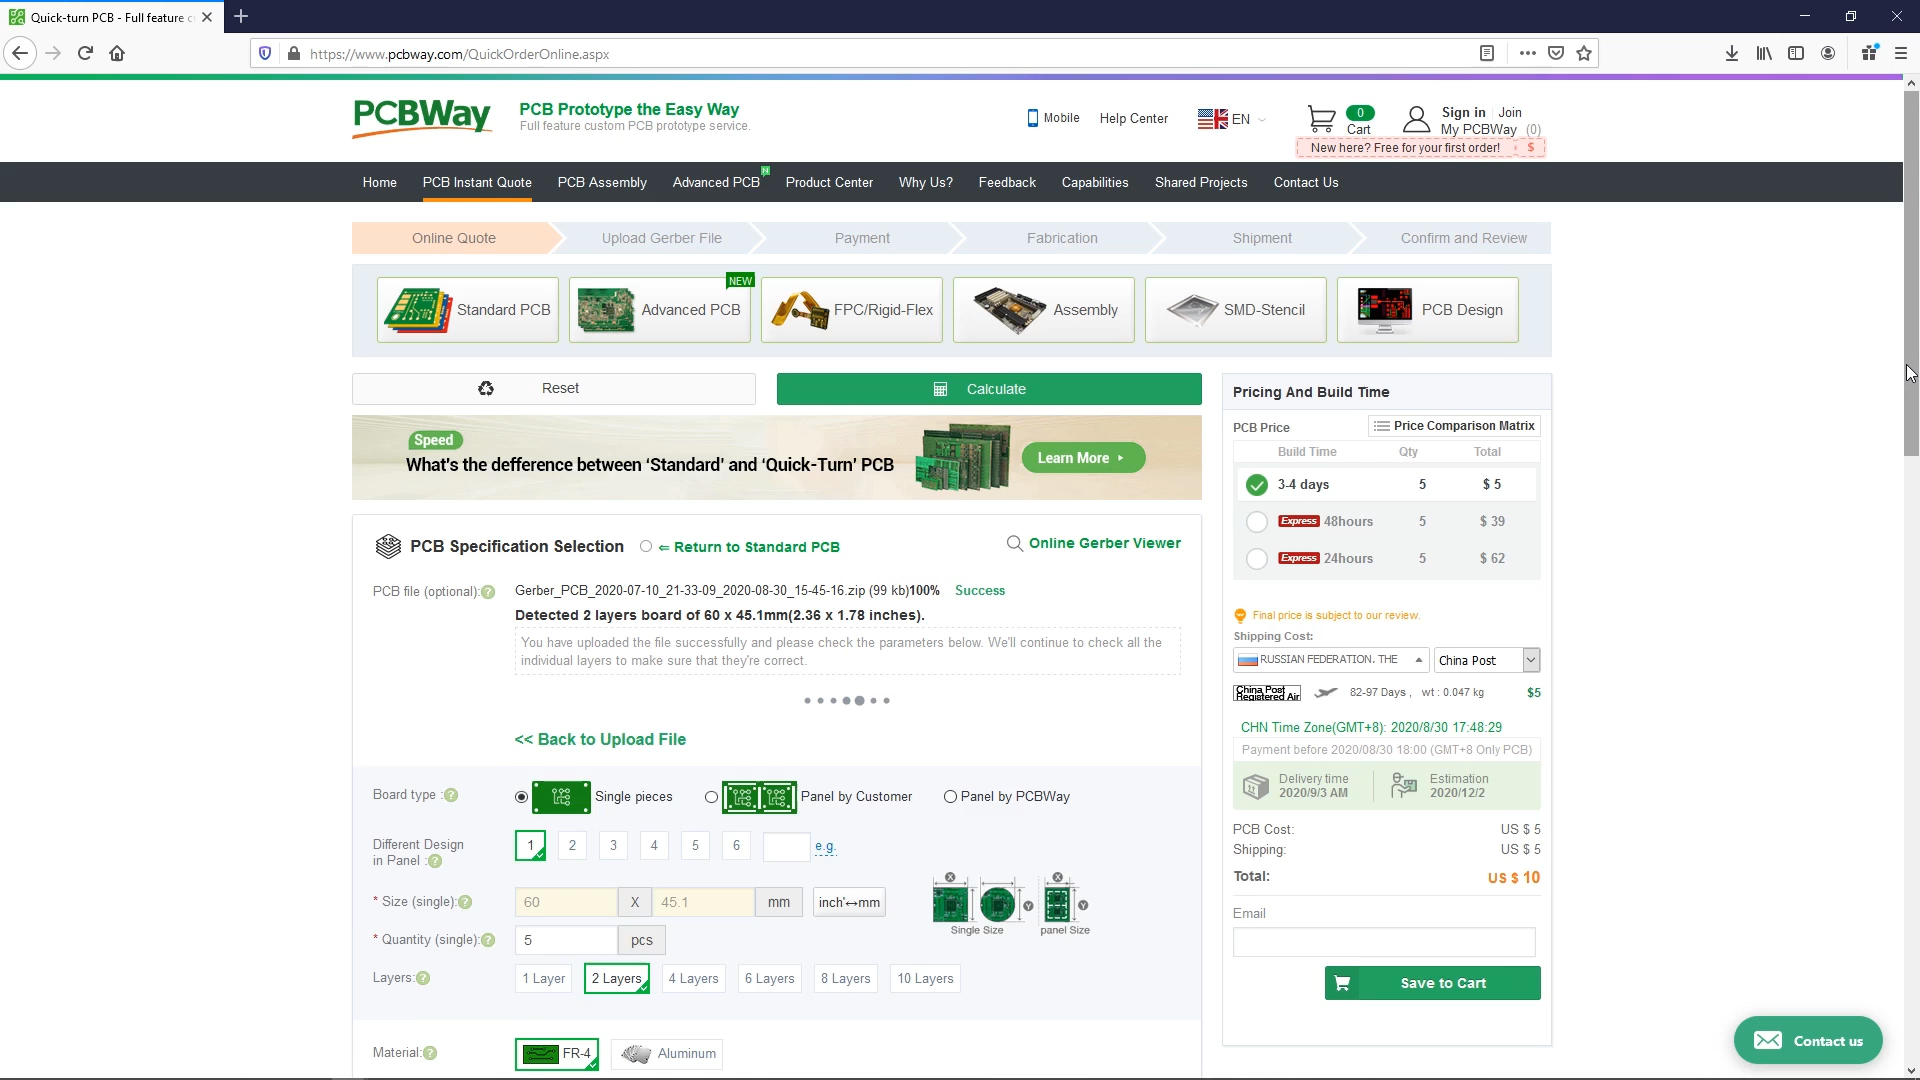 Quick-turn PCB - Full feature c
https://www.pcbway.com/QuickOrderOnline.aspx
PCBWay
PCB Prototype the Easy Way
Full feature custom PCB prototype service.
Mobile
Help Center
EN
0
Cart
Sign in
Join
My PCBWay (0)
New here? Free for your first order!
$
Home
PCB Instant Quote
PCB Assembly
Advanced PCB
N
Product Center
Why Us?
Feedback
Capabilities
Shared Projects
Contact Us
Online Quote
Upload Gerber File
Payment
Fabrication
Shipment
Confirm and Review
Standard PCB
NEW
Advanced PCB
FPC/Rigid-Flex
Assembly
SMD-Stencil
PCB Design
Reset
Calculate
Speed
What's the defference between ‘Standard’ and ‘Quick-Turn’ PCB
Learn More
PCB Specification Selection
⇐ Return to Standard PCB
Online Gerber Viewer
PCB file (optional):?
Gerber_PCB_2020-07-10_21-33-09_2020-08-30_15-45-16.zip (99 kb)100% Success
Detected 2 layers board of 60 x 45.1mm(2.36 x 1.78 inches).
You have uploaded the file successfully and please check the parameters below. We'll continue to check all the
individual layers to make sure that they're correct.
<< Back to Upload File
Board type :?
Single pieces
Panel by Customer
Panel by PCBWay
Different Design
in Panel :?
1
2
3
4
5
6
e.g.
* Size (single):?
60
X
45.1
mm
inch'↔mm
X
X
Y
Y
Single Size
panel Size
* Quantity (single):?
5
pcs
Layers:?
1 Layer
2 Layers
4 Layers
6 Layers
8 Layers
10 Layers
Material:?
FR-4
Aluminum
Pricing And Build Time
PCB Price
Price Comparison Matrix
Build Time Qty Total
3-4 days 5 $ 5
Express 48hours 5 $ 39
Express 24hours 5 $ 62
Final price is subject to our review.
Shipping Cost:
RUSSIAN FEDERATION. THE
China Post
China Post
Registered Air
82-97 Days , wt : 0.047 kg
$5
CHN Time Zone(GMT+8): 2020/8/30 17:48:29
Payment before 2020/08/30 18:00 (GMT+8 Only PCB)
Delivery time
2020/9/3 AM
Estimation
2020/12/2
PCB Cost: US $ 5
Shipping: US $ 5
Total: US $ 10
Email
Save to Cart
Contact us